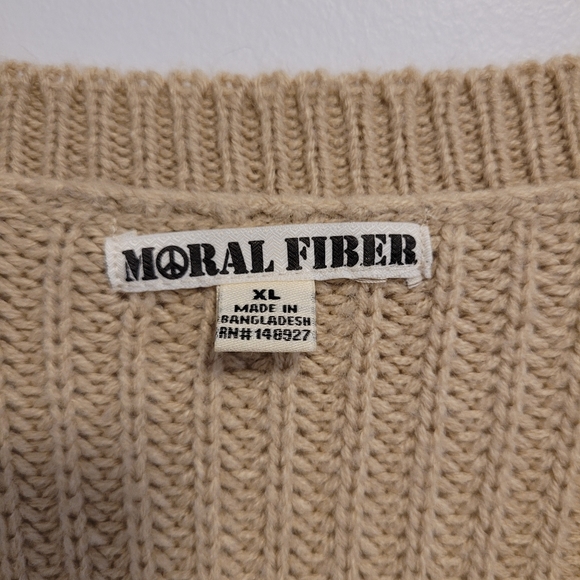 MORAL FIBER
XL
MADE IN
BANGLADESH
RN# 148927